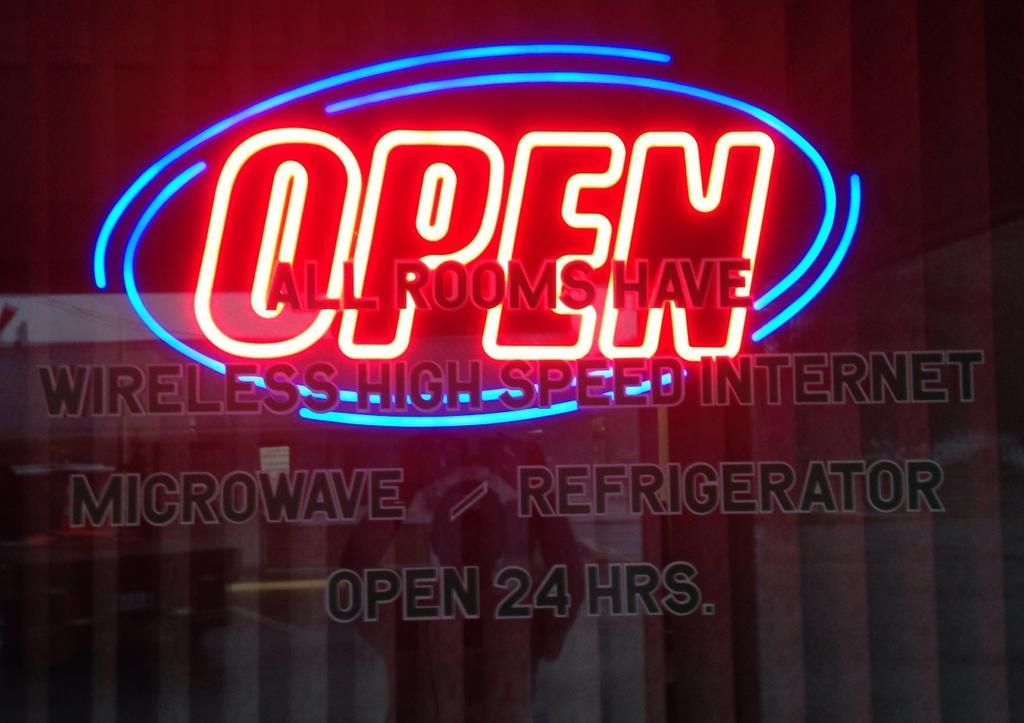 OPEN
ALL ROOMS HAVE
WIRELESS HIGH SPEED INTERNET
MICROWAVE / REFRIGERATOR
OPEN 24 HRS.